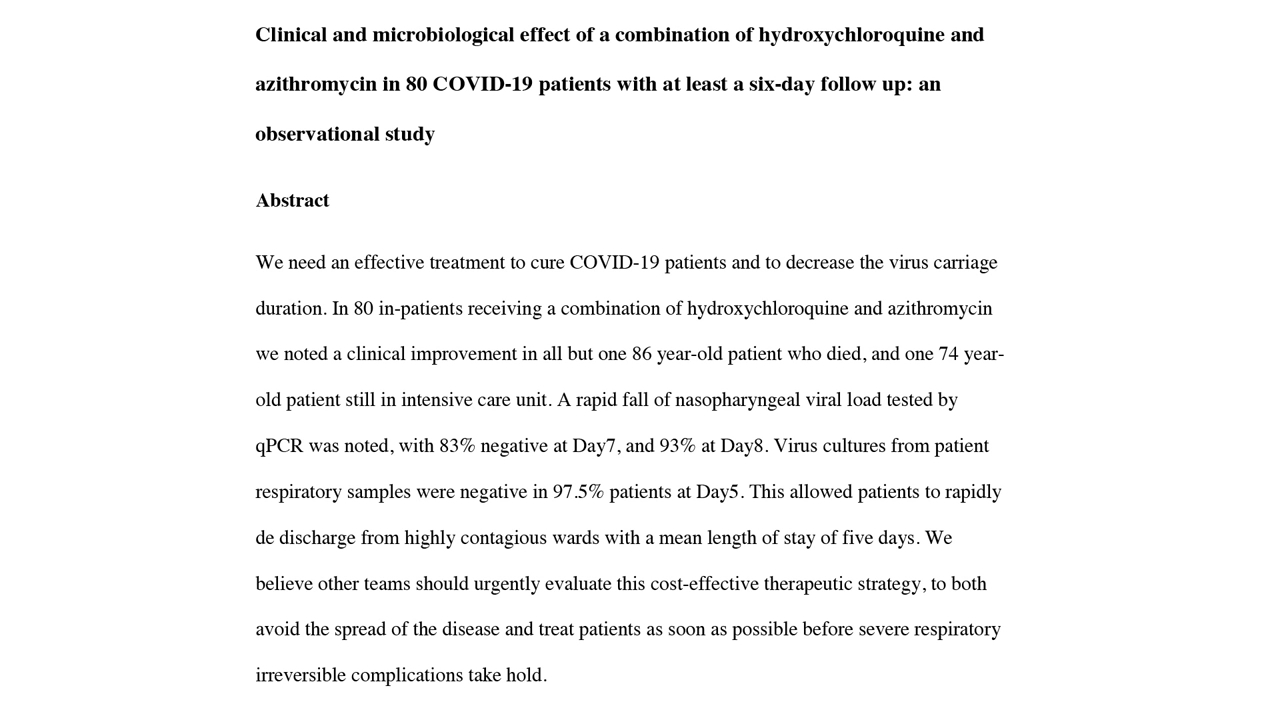 Clinical and microbiological effect of a combination of hydroxychloroquine and
azithromycin in 80 COVID-19 patients with at least a six-day follow up: an
observational study
Abstract
We need an effective treatment to cure COVID-19 patients and to decrease the virus carriage
duration. In 80 in-patients receiving a combination of hydroxychloroquine and azithromycin
we noted a clinical improvement in all but one 86 year-old patient who died, and one 74 year-
old patient still in intensive care unit. A rapid fall of nasopharyngeal viral load tested by
qPCR was noted, with 83% negative at Day7, and 93% at Day8. Virus cultures from patient
respiratory samples were negative in 97.5% patients at Day5. This allowed patients to rapidly
de discharge from highly contagious wards with a mean length of stay of five days. We
believe other teams should urgently evaluate this cost-effective therapeutic strategy, to both
avoid the spread of the disease and treat patients as soon as possible before severe respiratory
irreversible complications take hold.